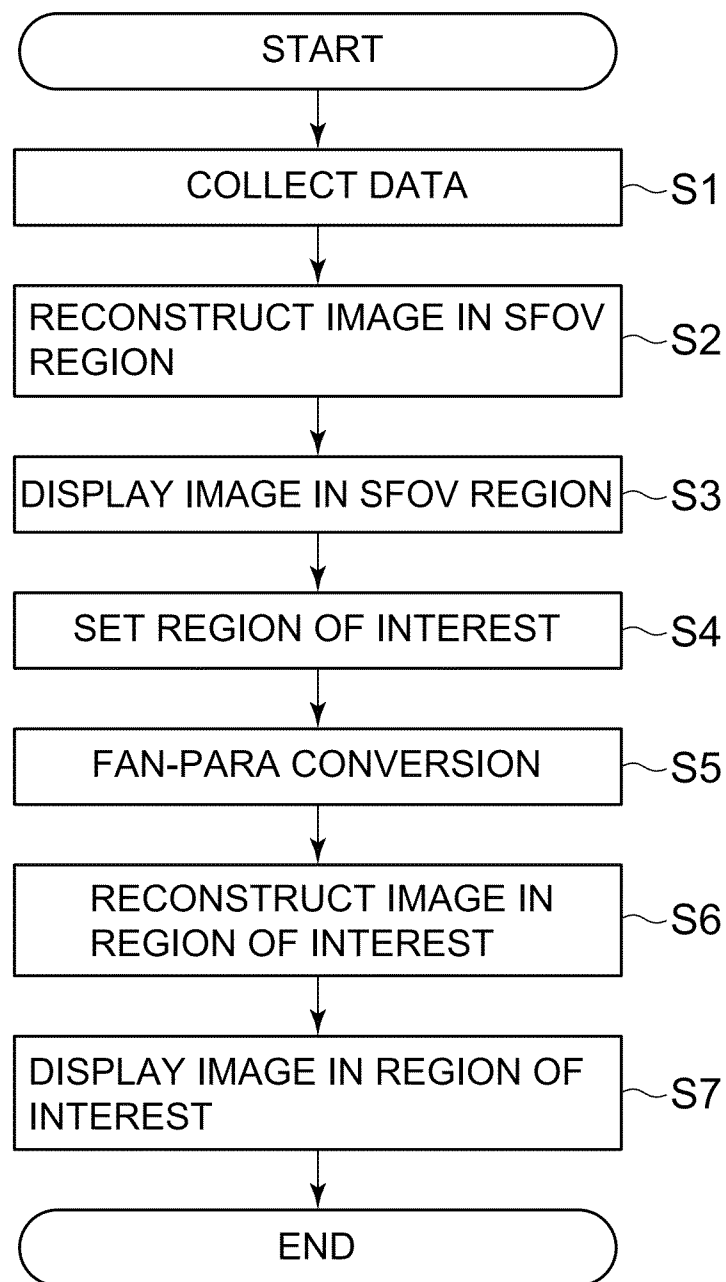 START
COLLECT DATA
S1
RECONSTRUCT IMAGE IN SFOV
REGION
S2
DISPLAY IMAGE IN SFOV REGION
S3
SET REGION OF INTEREST
S4
FAN-PARA CONVERSION
S5
RECONSTRUCT IMAGE IN
REGION OF INTEREST
S6
DISPLAY IMAGE IN REGION OF
INTEREST
S7
END